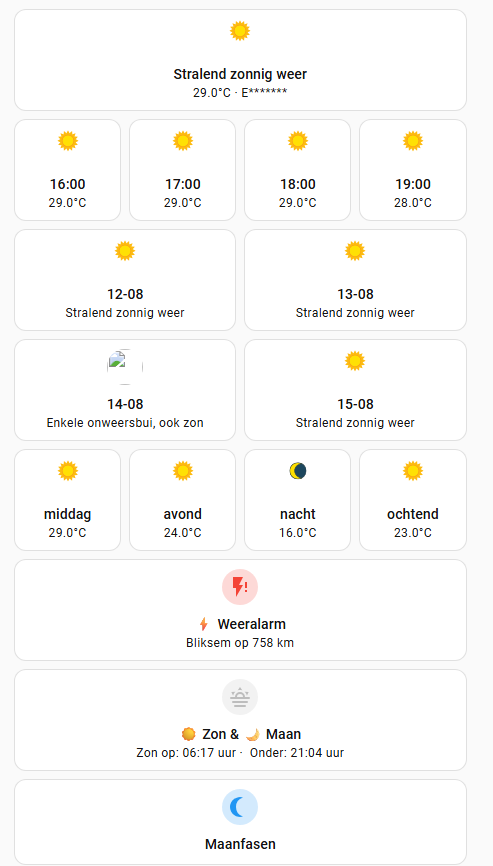 Stralend zonnig weer
29.0°C · E*******
16:00 17:00 18:00 19:00
29.0°C 29.0°C 29.0°C 28.0°C
12-08 13-08
Stralend zonnig weer Stralend zonnig weer
14-08 15-08
Enkele onweersbui, ook zon Stralend zonnig weer
middag avond nacht ochtend
29.0°C 24.0°C 16.0°C 23.0°C
⚡ Weeralarm
Bliksem op 758 km
Zon & 🌙 Maan
Zon op: 06:17 uur · Onder: 21:04 uur
Maanfasen